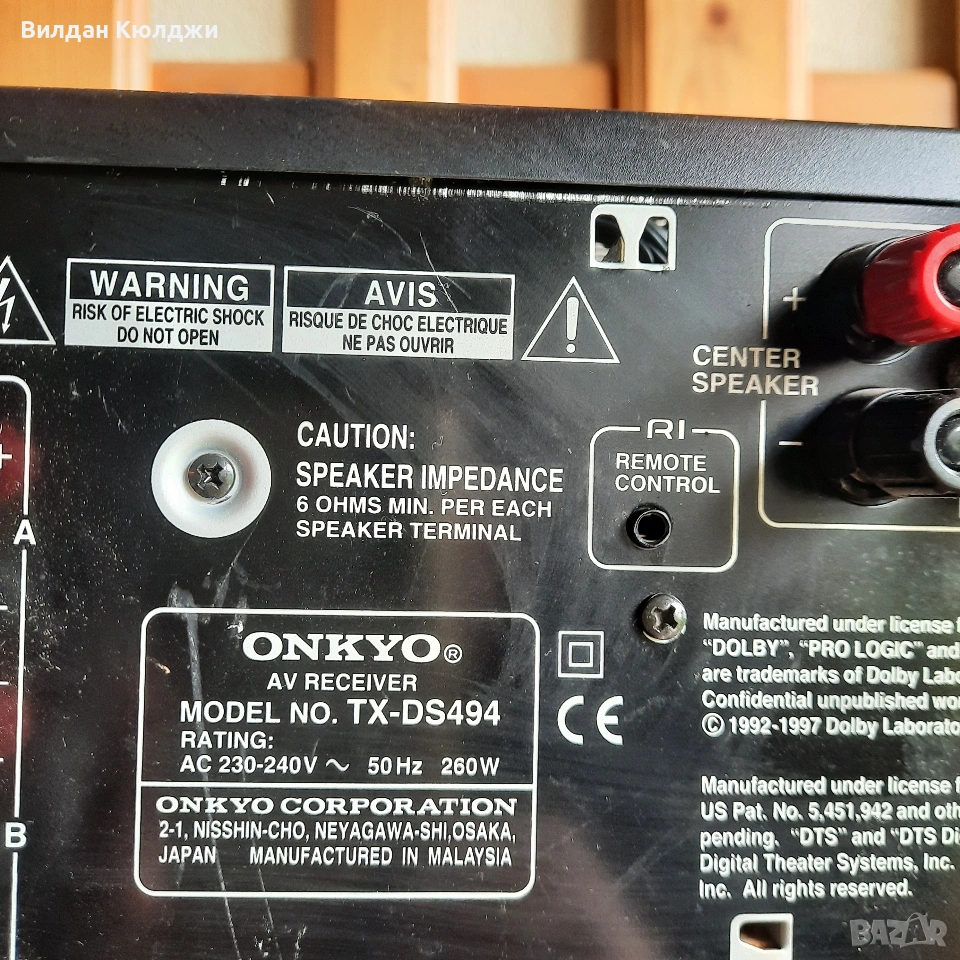 Вилдан Кюлджи
WARNING
RISK OF ELECTRIC SHOCK
DO NOT OPEN
AVIS
RISQUE DE CHOC ELECTRIQUE
NE PAS OUVRIR
+
CENTER
SPEAKER
−
CAUTION:
SPEAKER IMPEDANCE
6 OHMS MIN. PER EACH
SPEAKER TERMINAL
RI
REMOTE
CONTROL
+
A
B
ONKYO®
AV RECEIVER
MODEL NO. TX-DS494
RATING:
AC 230-240V ~ 50Hz 260W
ONKYO CORPORATION
2-1, NISSHIN-CHO, NEYAGAWA-SHI,OSAKA,
JAPAN MANUFACTURED IN MALAYSIA
CE
Manufactured under license
"DOLBY", "PRO LOGIC" and
are trademarks of Dolby
Confidential unpublished
© 1992-1997 Dolby
Manufactured under license
US Pat. No. 5,451,942 and
pending. "DTS" and "DTS
Digital Theater Systems, Inc.
Inc. All rights reserved.
BAZAR